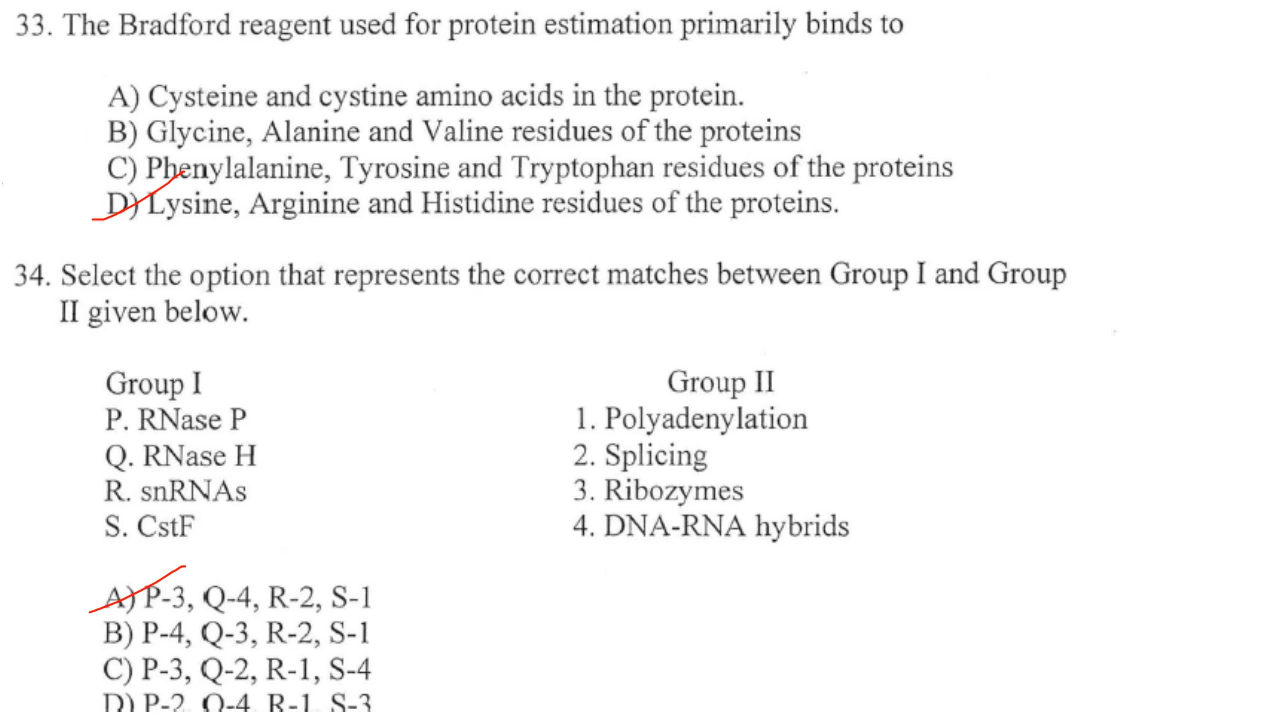 33. The Bradford reagent used for protein estimation primarily binds to
A) Cysteine and cystine amino acids in the protein.
B) Glycine, Alanine and Valine residues of the proteins
C) Phenylalanine, Tyrosine and Tryptophan residues of the proteins
D) Lysine, Arginine and Histidine residues of the proteins.
34. Select the option that represents the correct matches between Group I and Group
II given below.
Group I Group II
P. RNase P 1. Polyadenylation
Q. RNase H 2. Splicing
R. snRNAs 3. Ribozymes
S. CstF 4. DNA-RNA hybrids
A) P-3, Q-4, R-2, S-1
B) P-4, Q-3, R-2, S-1
C) P-3, Q-2, R-1, S-4
D) P-2, Q-4, R-1, S-3